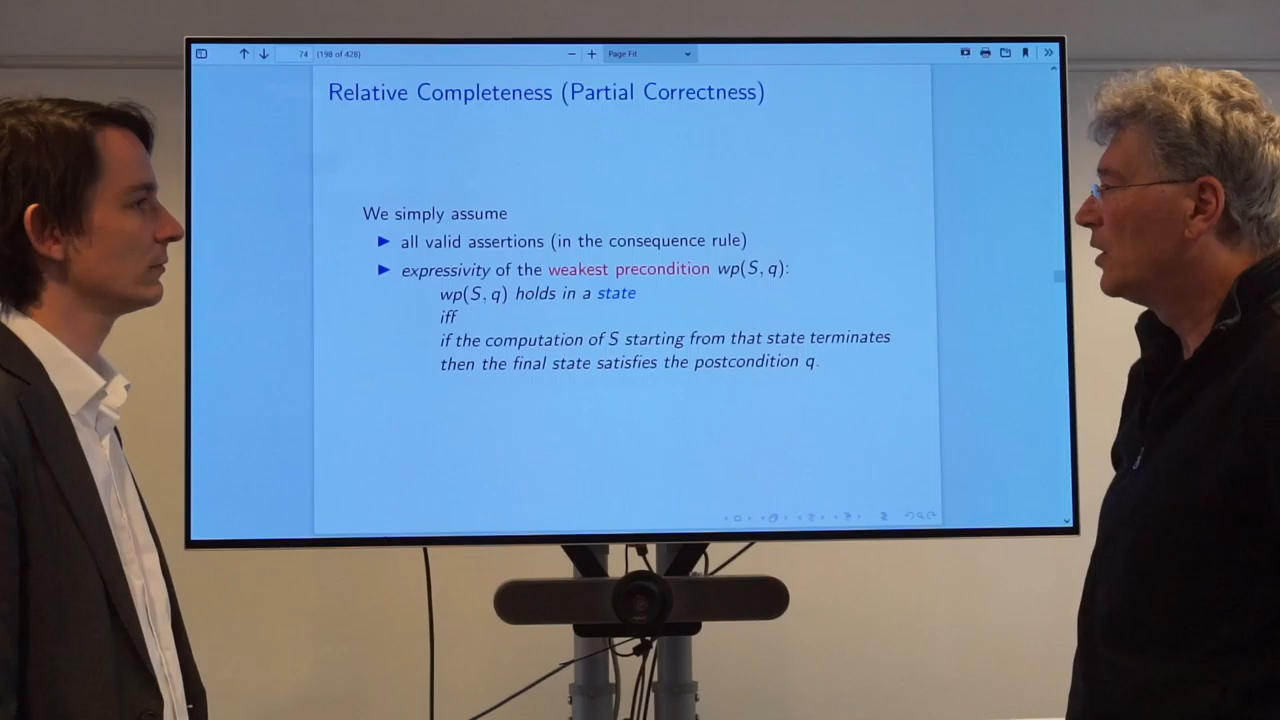 74 (198 of 428) Page Fit
Relative Completeness (Partial Correctness)
We simply assume
▶ all valid assertions (in the consequence rule)
▶ expressivity of the weakest precondition wp(S, q):
wp(S, q) holds in a state
iff
if the computation of S starting from that state terminates
then the final state satisfies the postcondition q.